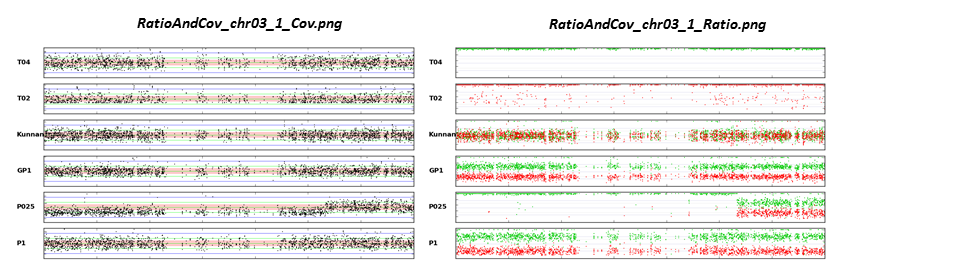 RatioAndCov_chr03_1_Cov.png
RatioAndCov_chr03_1_Ratio.png
T04
T04
T02
T02
Kunnan
Kunnan
GP1
GP1
P025
P025
P1
P1